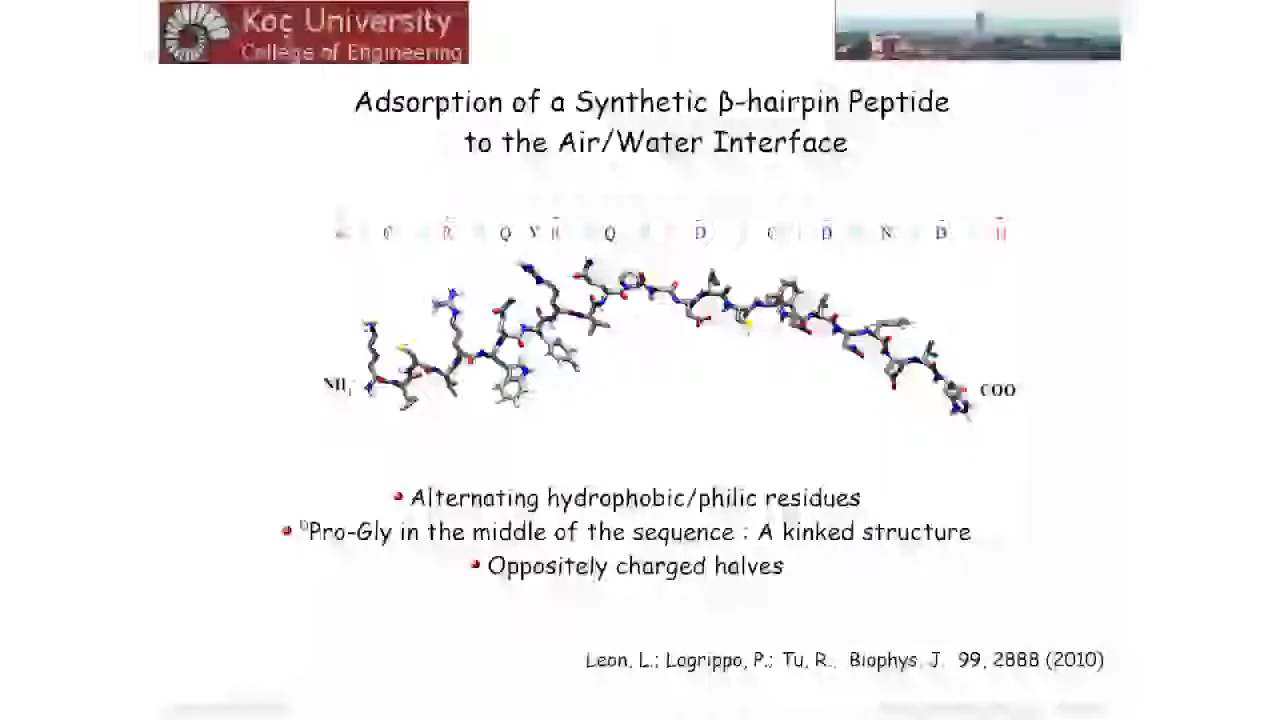 Koç University
College of Engineering
Adsorption of a Synthetic β-hairpin Peptide
to the Air/Water Interface
C R Q Y R Q D C D N D H
NH COO
Alternating hydrophobic/philic residues
ᴰPro-Gly in the middle of the sequence : A kinked structure
Oppositely charged halves
Leon, L.; Logrippo, P.; Tu, R., Biophys. J. 99, 2888 (2010)